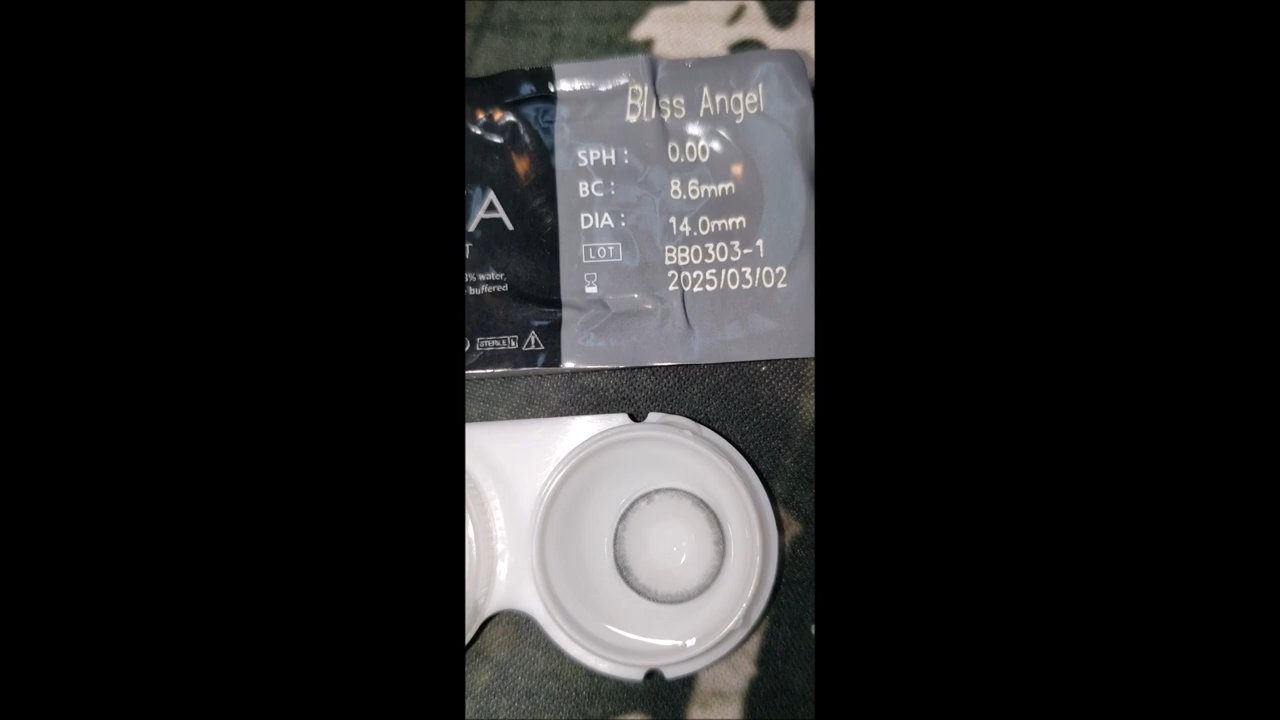 Bliss Angel
SPH : 0.00
BC : 8.6mm
DIA : 14.0mm
LOT BB0303-1
2025/03/02
A
T
% water,
buffered
STERILE